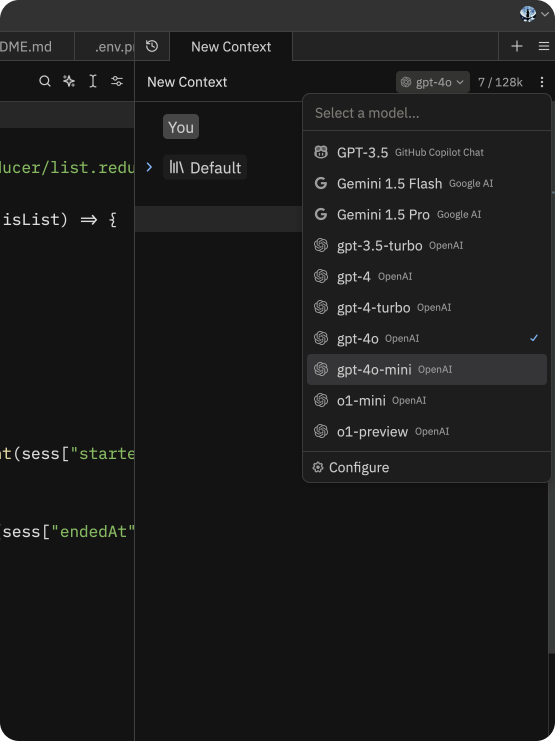 DME.md
.env.pr
New Context
New Context
gpt-4o
7 / 128k
Select a model...
You
GPT-3.5 GitHub Copilot Chat
Default
ucer/list.redu
Gemini 1.5 Flash Google AI
isList) => {
Gemini 1.5 Pro Google AI
gpt-3.5-turbo OpenAI
gpt-4 OpenAI
gpt-4-turbo OpenAI
gpt-4o OpenAI
gpt-4o-mini OpenAI
o1-mini OpenAI
o1-preview OpenAI
t(sess["starte
Configure
sess["endedAt"